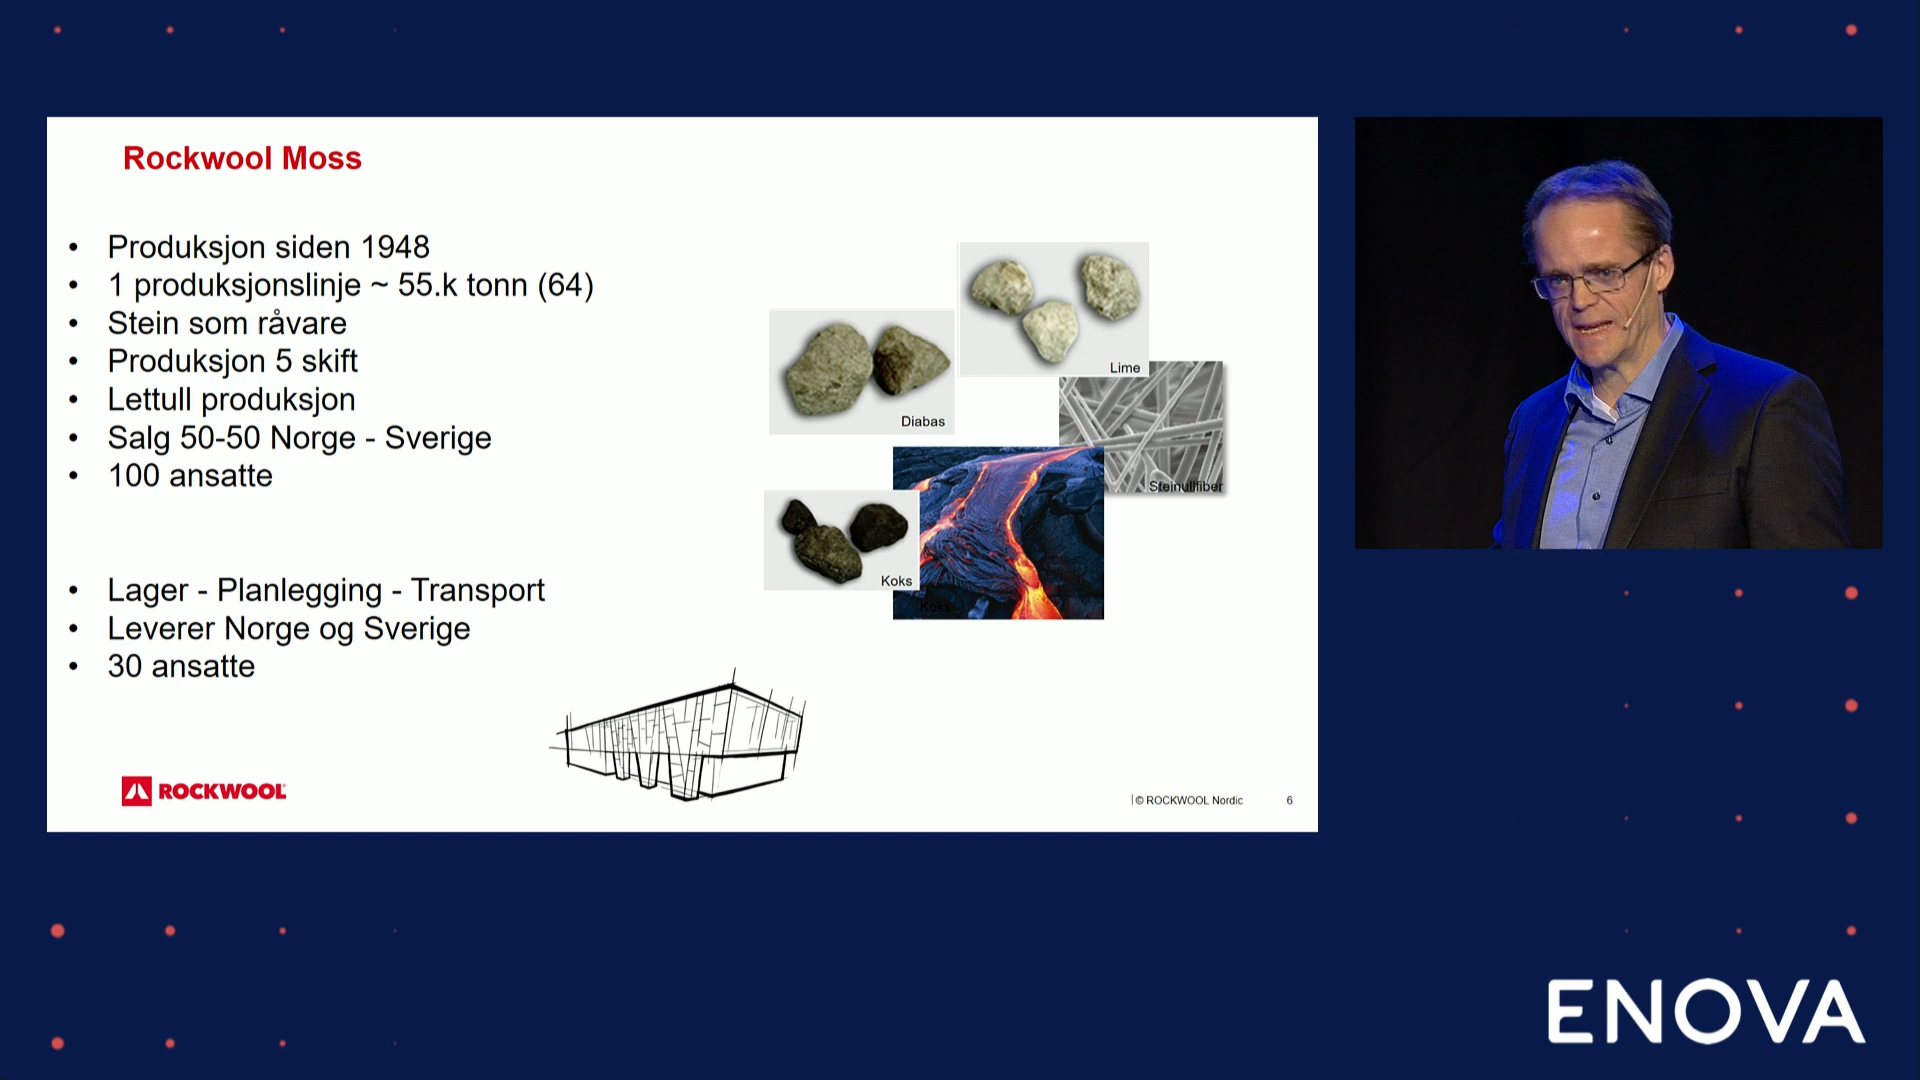 Rockwool Moss
• Produksjon siden 1948
• 1 produksjonslinje ~ 55.k tonn (64)
• Stein som råvare
• Produksjon 5 skift
• Lettull produksjon
• Salg 50-50 Norge - Sverige
• 100 ansatte
• Lager - Planlegging - Transport
• Leverer Norge og Sverige
• 30 ansatte
Lime
Diabas
Steinullfiber
Koks
Koks
ROCKWOOL
© ROCKWOOL Nordic
6
ENOVA